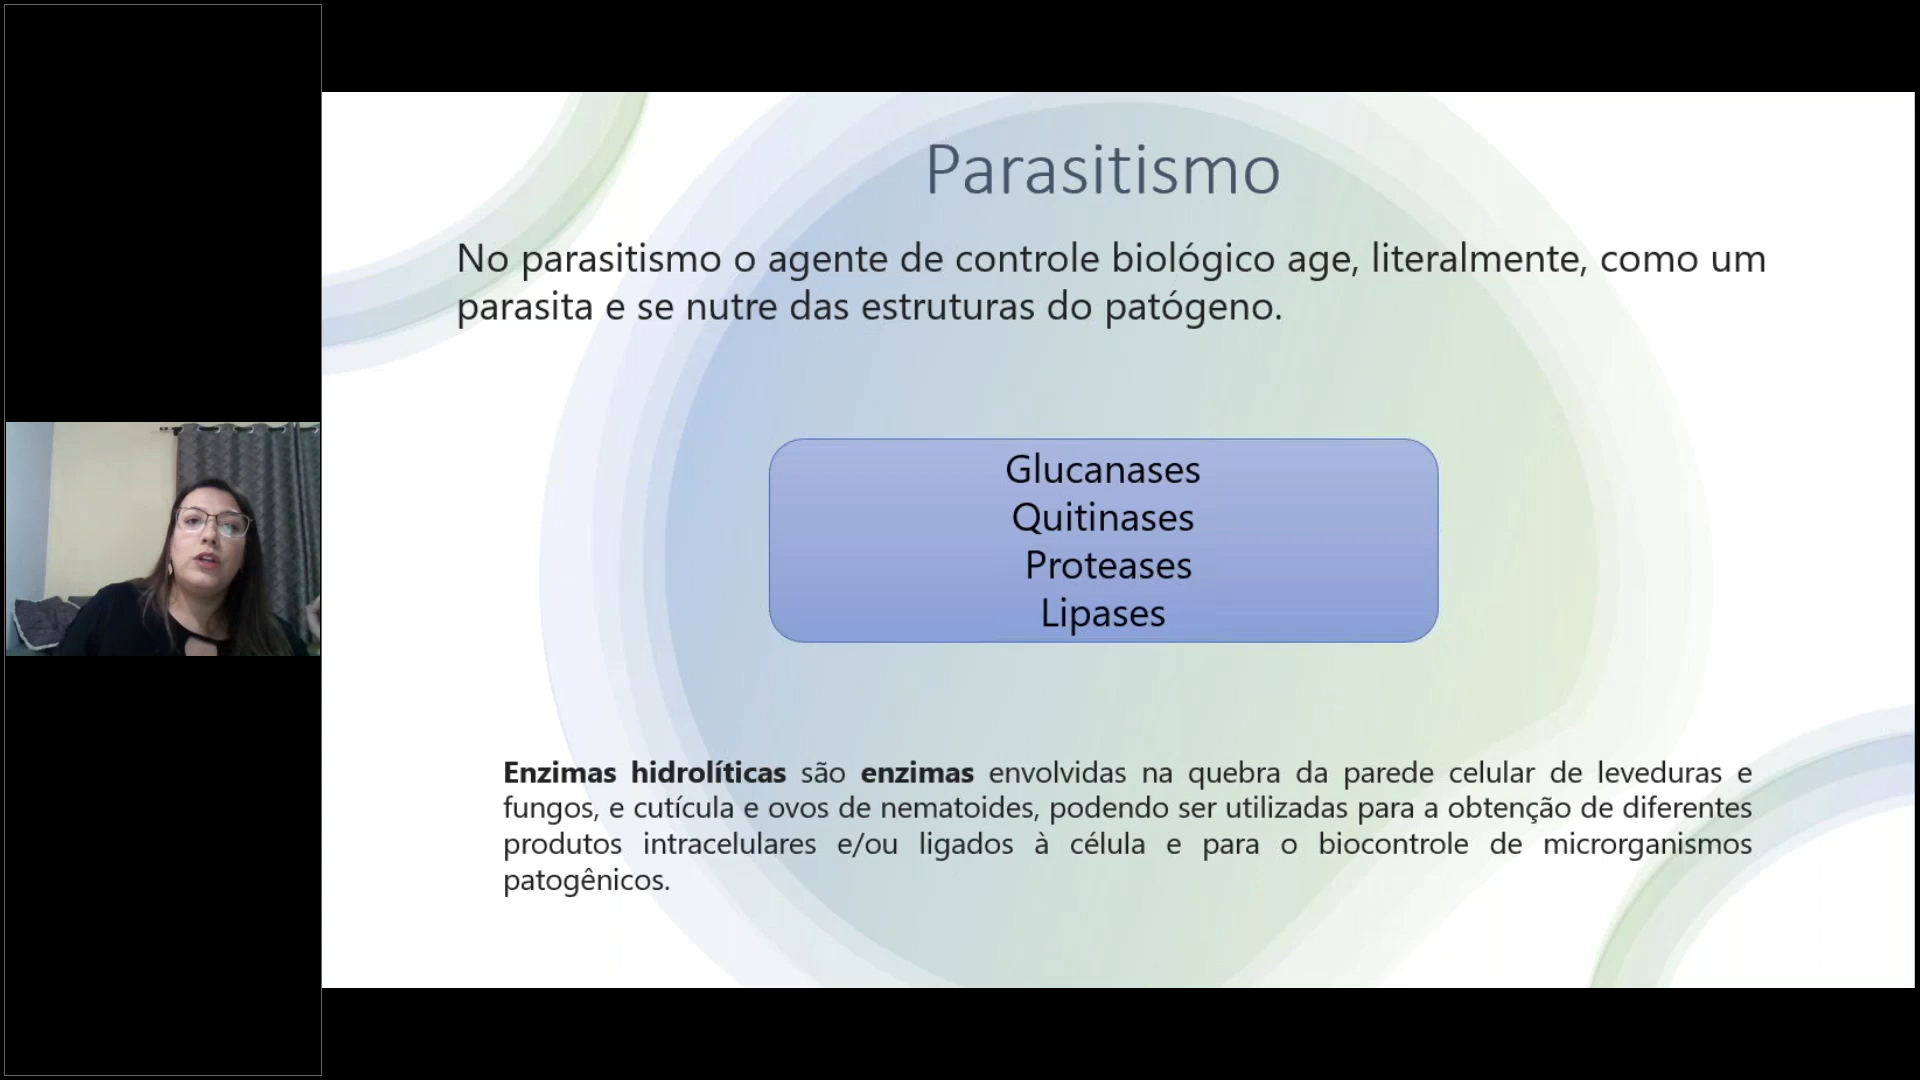 Parasitismo
No parasitismo o agente de controle biológico age, literalmente, como um
parasita e se nutre das estruturas do patógeno.
Glucanases
Quitinases
Proteases
Lipases
Enzimas hidrolíticas são enzimas envolvidas na quebra da parede celular de leveduras e
fungos, e cutícula e ovos de nematoides, podendo ser utilizadas para a obtenção de diferentes
produtos intracelulares e/ou ligados à célula e para o biocontrole de microrganismos
patogênicos.